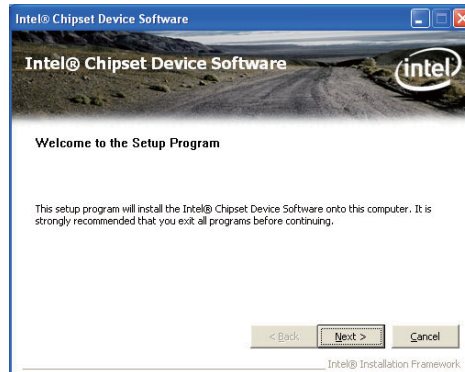 Intel® Chipset Device Software
Intel® Chipset Device Software
intel
Welcome to the Setup Program
This setup program will install the Intel® Chipset Device Software onto this computer. It is
strongly recommended that you exit all programs before continuing.
< Back
Next >
Cancel
Intel® Installation Framework